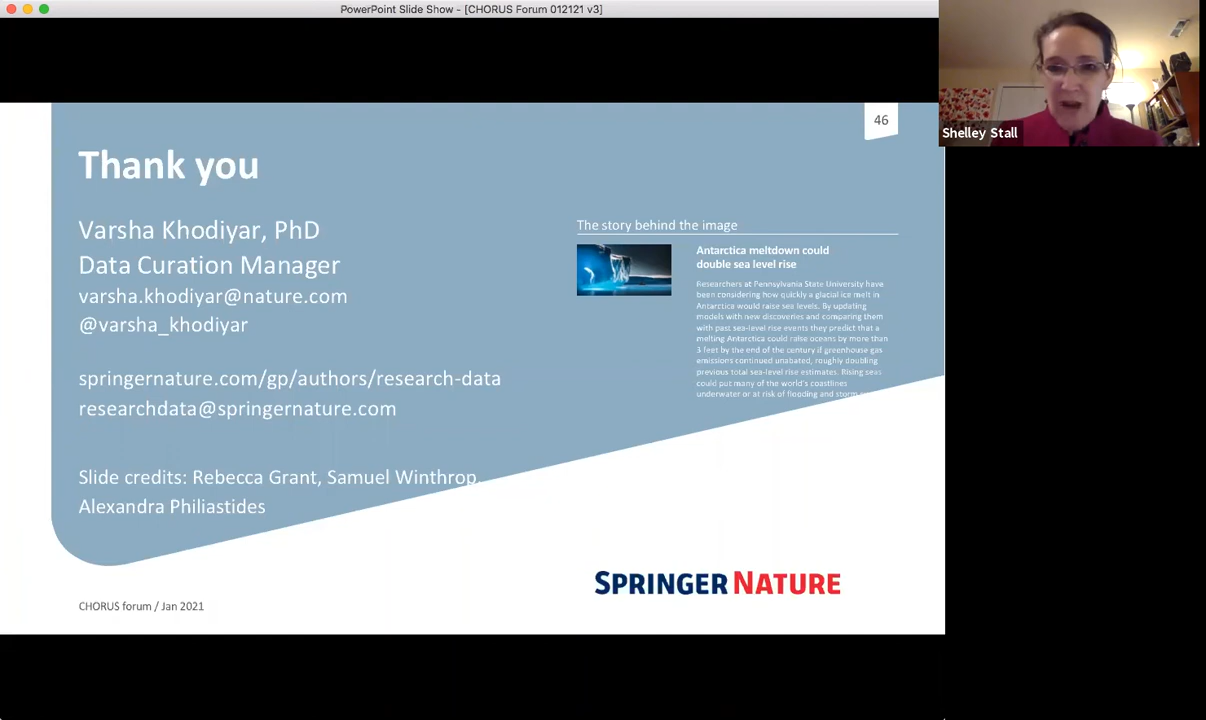 PowerPoint Slide Show - [CHORUS Forum 012121 v3]
46
Shelley Stall
Thank you
Varsha Khodiyar, PhD
Data Curation Manager
varsha.khodiyar@nature.com
@varsha_khodiyar
springernature.com/gp/authors/research-data
researchdata@springernature.com
Slide credits: Rebecca Grant, Samuel Winthrop,
Alexandra Philiastides
The story behind the image
Antarctica meltdown could
double sea level rise
Researchers at Pennsylvania State University have
been considering how quickly a glacial ice melt in
Antarctica would raise sea levels. By updating
models with new discoveries and comparing them
with past sea-level rise events they predict that a
melting Antarctica could raise oceans by more than
3 feet by the end of the century if greenhouse gas
emissions continued unabated, roughly doubling
previous total sea-level rise estimates. Rising seas
could put many of the world's coastlines
underwater or at risk of flooding and storm
SPRINGER NATURE
CHORUS forum / Jan 2021